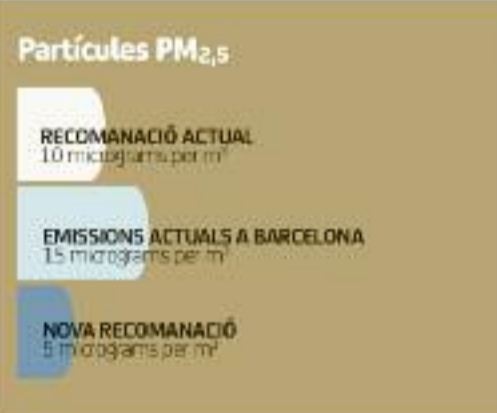 Partícules PM2,5
RECOMANACIÓ ACTUAL
10 micrograms per m³
EMISSIONS ACTUALS A BARCELONA
15 micrograms per m³
NOVA RECOMANACIÓ
5 micrograms per m³